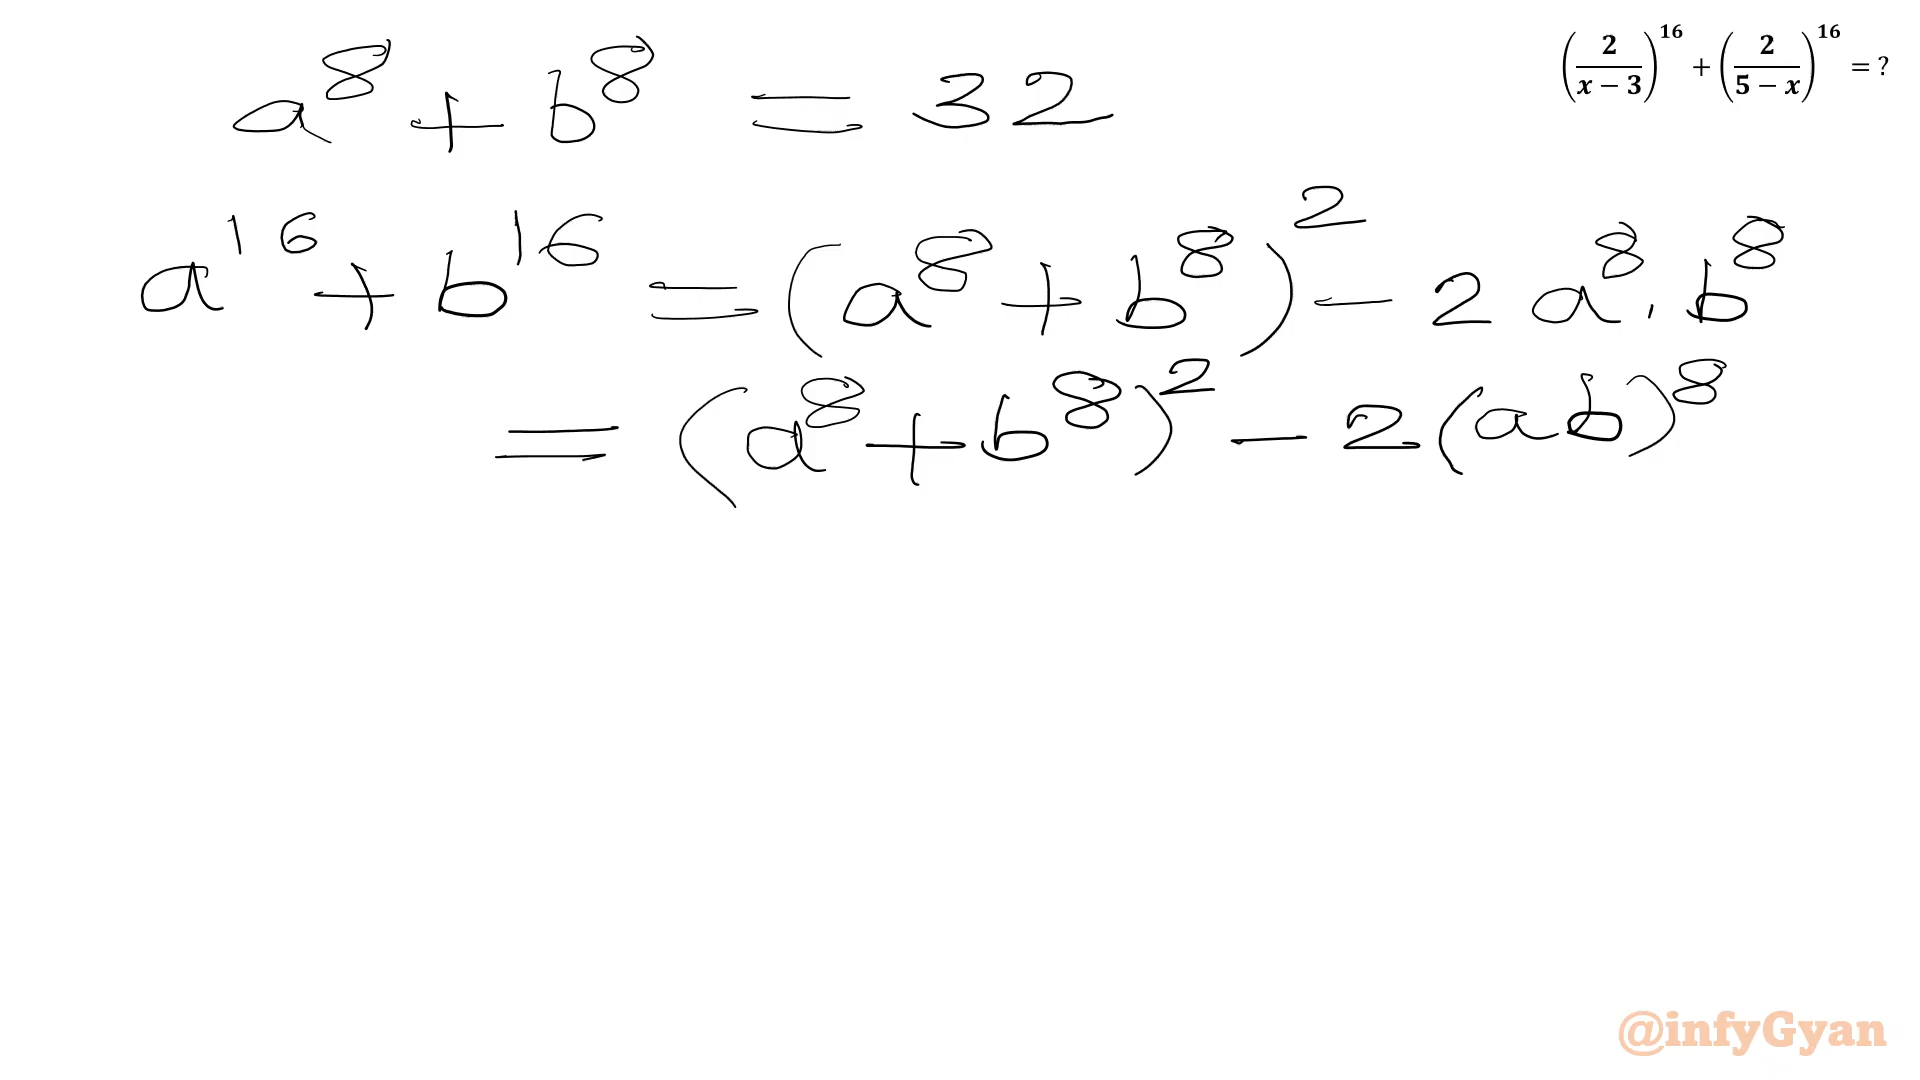 (2/(x − 3))^16 + (2/(5 − x))^16 = ?
a^8 + b^8 = 32
a^16 + b^16 = (a^8 + b^8)^2 − 2 a^8 . b^8
= (a^8 + b^8)^2 − 2 (ab)^8
@infyGyan